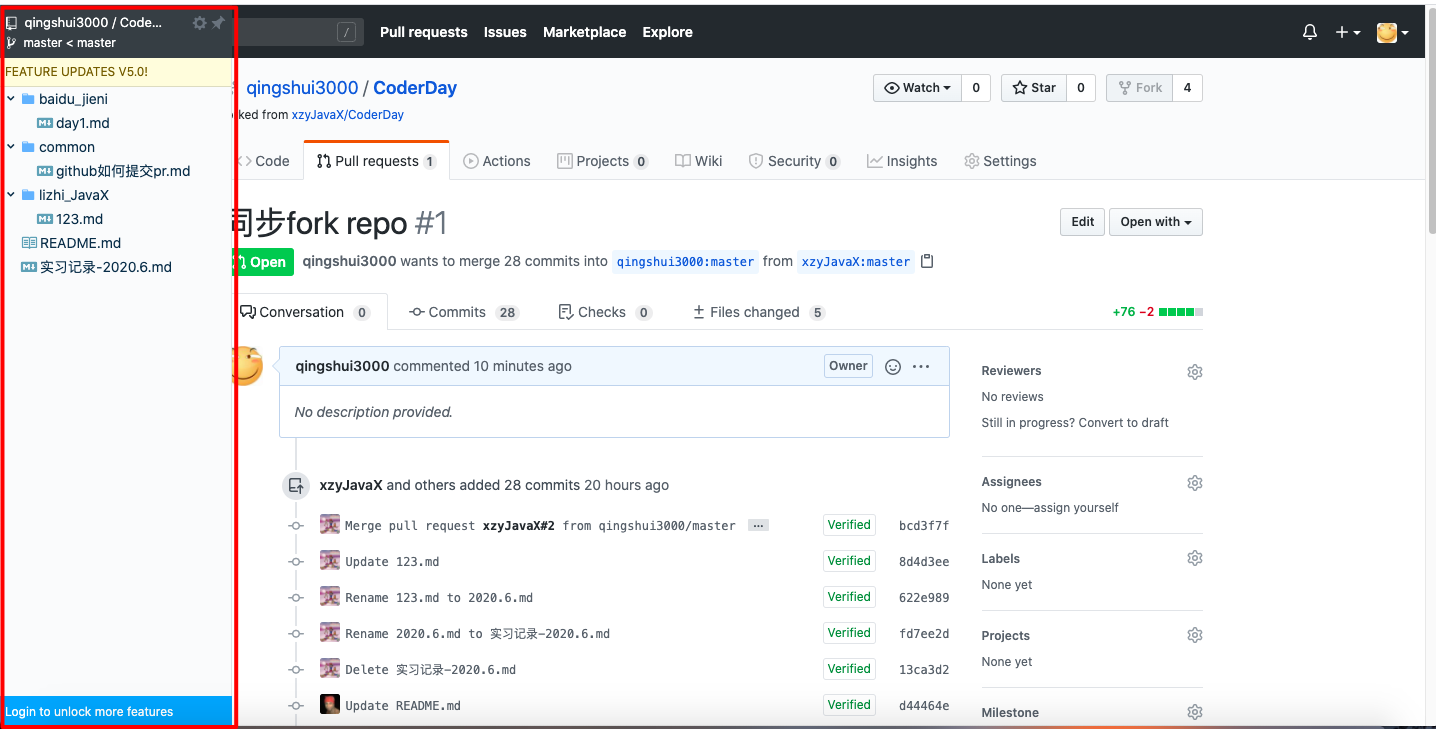 qingshui3000 / Code...
master < master
FEATURE UPDATES V5.0!
baidu_jieni
day1.md
common
github如何提交pr.md
lizhi_JavaX
123.md
README.md
实习记录-2020.6.md
Login to unlock more features
/
Pull requests Issues Marketplace Explore
qingshui3000 / CoderDay
Watch 0 Star 0 Fork 4
ked from xzyJavaX/CoderDay
Code Pull requests 1 Actions Projects 0 Wiki Security 0 Insights Settings
同步fork repo #1
Edit Open with
Open qingshui3000 wants to merge 28 commits into qingshui3000:master from xzyJavaX:master
Conversation 0 Commits 28 Checks 0 Files changed 5 +76 −2
qingshui3000 commented 10 minutes ago Owner ...
No description provided.
xzyJavaX and others added 28 commits 20 hours ago
Merge pull request xzyJavaX#2 from qingshui3000/master ... Verified bcd3f7f
Update 123.md Verified 8d4d3ee
Rename 123.md to 2020.6.md Verified 622e989
Rename 2020.6.md to 实习记录-2020.6.md Verified fd7ee2d
Delete 实习记录-2020.6.md Verified 13ca3d2
Update README.md Verified d44464e
Reviewers
No reviews
Still in progress? Convert to draft
Assignees
No one—assign yourself
Labels
None yet
Projects
None yet
Milestone